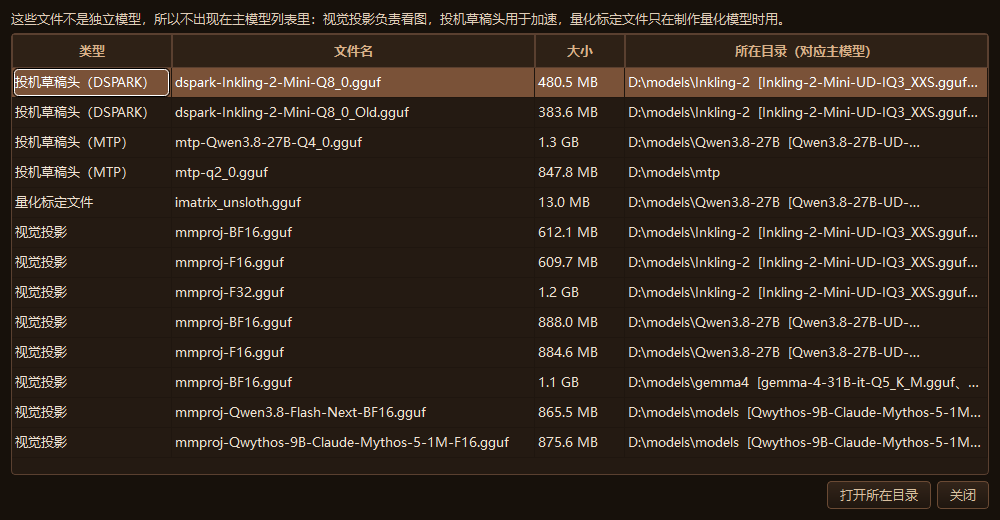 这些文件不是独立模型，所以不出现在主模型列表里：视觉投影负责看图，投机草稿头用于加速，量化标定文件只在制作量化模型时用。
类型 文件名 大小 所在目录（对应主模型）
投机草稿头（DSPARK） dspark-Inkling-2-Mini-Q8_0.gguf 480.5 MB D:\models\Inkling-2 [Inkling-2-Mini-UD-IQ3_XXS.gguf...
投机草稿头（DSPARK） dspark-Inkling-2-Mini-Q8_0_Old.gguf 383.6 MB D:\models\Inkling-2 [Inkling-2-Mini-UD-IQ3_XXS.gguf...
投机草稿头（MTP） mtp-Qwen3.8-27B-Q4_0.gguf 1.3 GB D:\models\Qwen3.8-27B [Qwen3.8-27B-UD-...
投机草稿头（MTP） mtp-q2_0.gguf 847.8 MB D:\models\mtp
量化标定文件 imatrix_unsloth.gguf 13.0 MB D:\models\Qwen3.8-27B [Qwen3.8-27B-UD-...
视觉投影 mmproj-BF16.gguf 612.1 MB D:\models\Inkling-2 [Inkling-2-Mini-UD-IQ3_XXS.gguf...
视觉投影 mmproj-F16.gguf 609.7 MB D:\models\Inkling-2 [Inkling-2-Mini-UD-IQ3_XXS.gguf...
视觉投影 mmproj-F32.gguf 1.2 GB D:\models\Inkling-2 [Inkling-2-Mini-UD-IQ3_XXS.gguf...
视觉投影 mmproj-BF16.gguf 888.0 MB D:\models\Qwen3.8-27B [Qwen3.8-27B-UD-...
视觉投影 mmproj-F16.gguf 884.6 MB D:\models\Qwen3.8-27B [Qwen3.8-27B-UD-...
视觉投影 mmproj-BF16.gguf 1.1 GB D:\models\gemma4 [gemma-4-31B-it-Q5_K_M.gguf、...
视觉投影 mmproj-Qwen3.8-Flash-Next-BF16.gguf 865.5 MB D:\models\models [Qwythos-9B-Claude-Mythos-5-1M...
视觉投影 mmproj-Qwythos-9B-Claude-Mythos-5-1M-F16.gguf 875.6 MB D:\models\models [Qwythos-9B-Claude-Mythos-5-1M...
打开所在目录 关闭